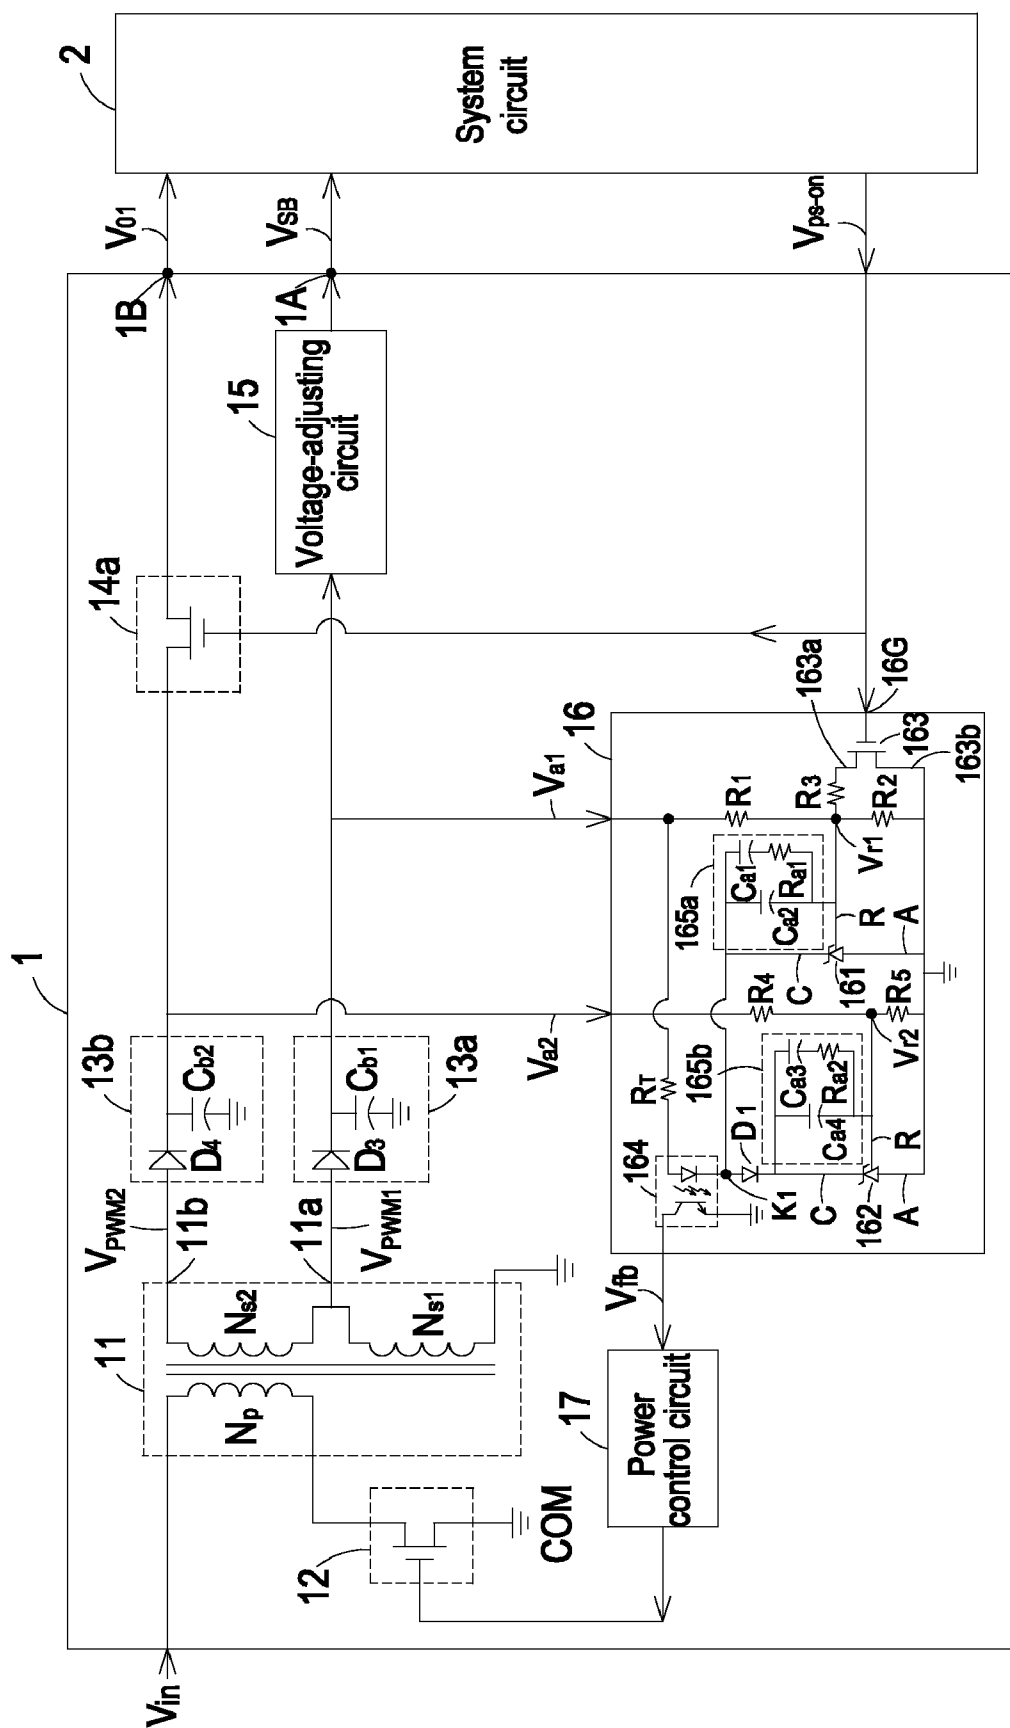 1
2
System
circuit
V01
VSB
Vps-on
1B
1A
15
Voltage-adjusting
circuit
14a
13b
Cb2
D4
13a
Cb1
D3
VPWM2
11b
VPWM1
11a
11
Ns2
Ns1
Np
12
COM
Vin
17
Power
control circuit
Vfb
Va1
Va2
16
16G
163a
163
163b
R1
R3
R2
Vr1
165a
Ca1
Ra1
Ca2
R
A
C
161
R4
R5
Vr2
165b
Ca3
Ra2
Ca4
RT
D1
164
K1
C
162
R
A